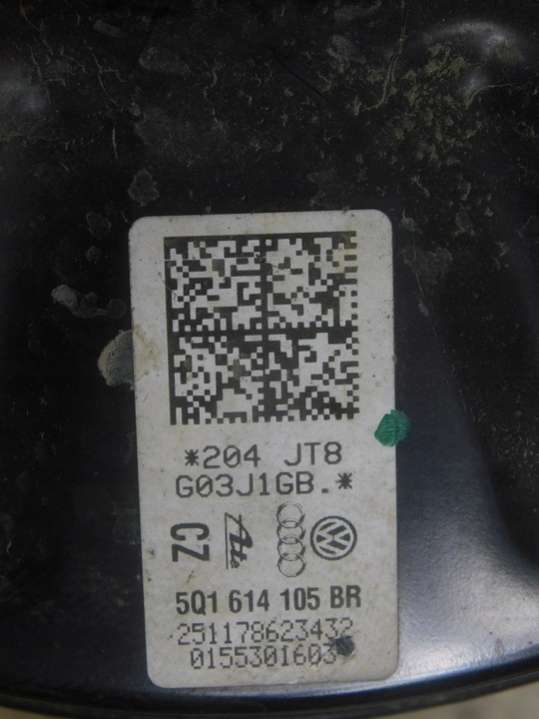 *204 JT8
G03J1GB.*
CZ Ate
5Q1 614 105 BR
251178623432
0155301603